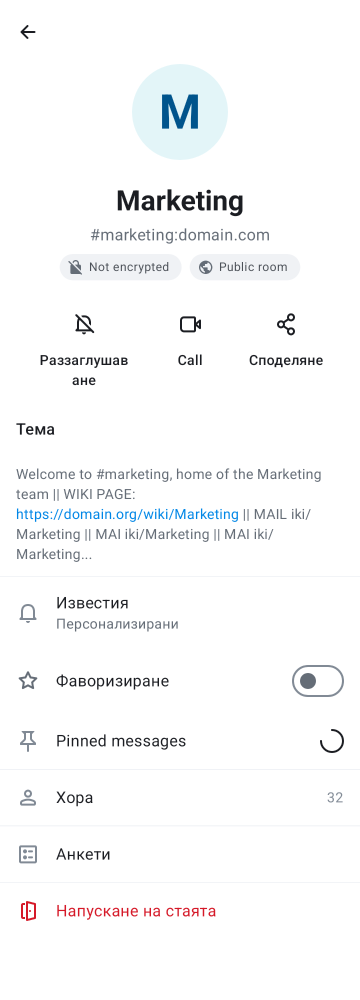 M
Marketing
#marketing:domain.com
Not encrypted
Public room
Раззаглушав
ане
Call
Споделяне
Тема
Welcome to #marketing, home of the Marketing
team || WIKI PAGE:
https://domain.org/wiki/Marketing || MAIL iki/
Marketing || MAI iki/Marketing || MAI iki/
Marketing...
Известия
Персонализирани
Фаворизиране
Pinned messages
Хора
32
Анкети
Напускане на стаята